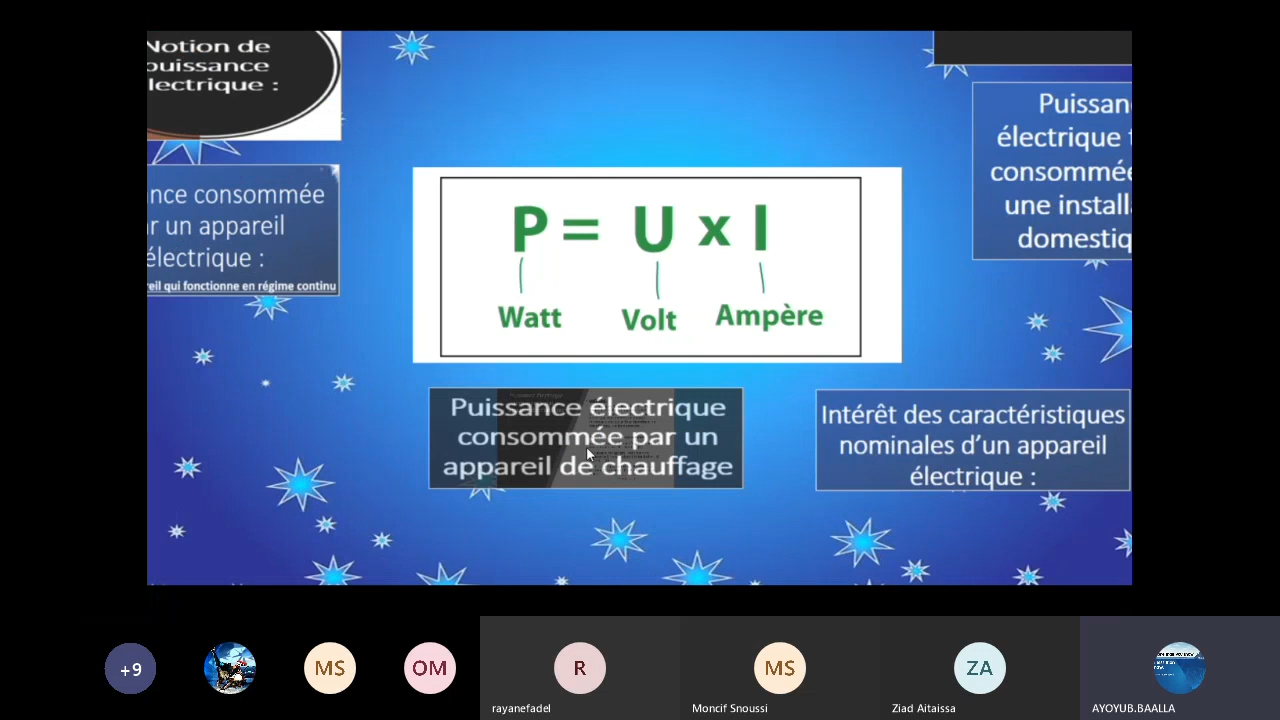 Notion de
puissance
lectrique :
nce consommée
r un appareil
électrique :
eil qui fonctionne en régime continu
P = U x I
Watt Volt Ampère
Puissance électrique
consommée par un
appareil de chauffage
Puissan
électrique
consommée
une install
domestiq
Intérêt des caractéristiques
nominales d’un appareil
électrique :
+9
MS
OM
R
MS
ZA
rayanefadel
Moncif Snoussi
Ziad Aitaissa
AYOYUB.BAALLA